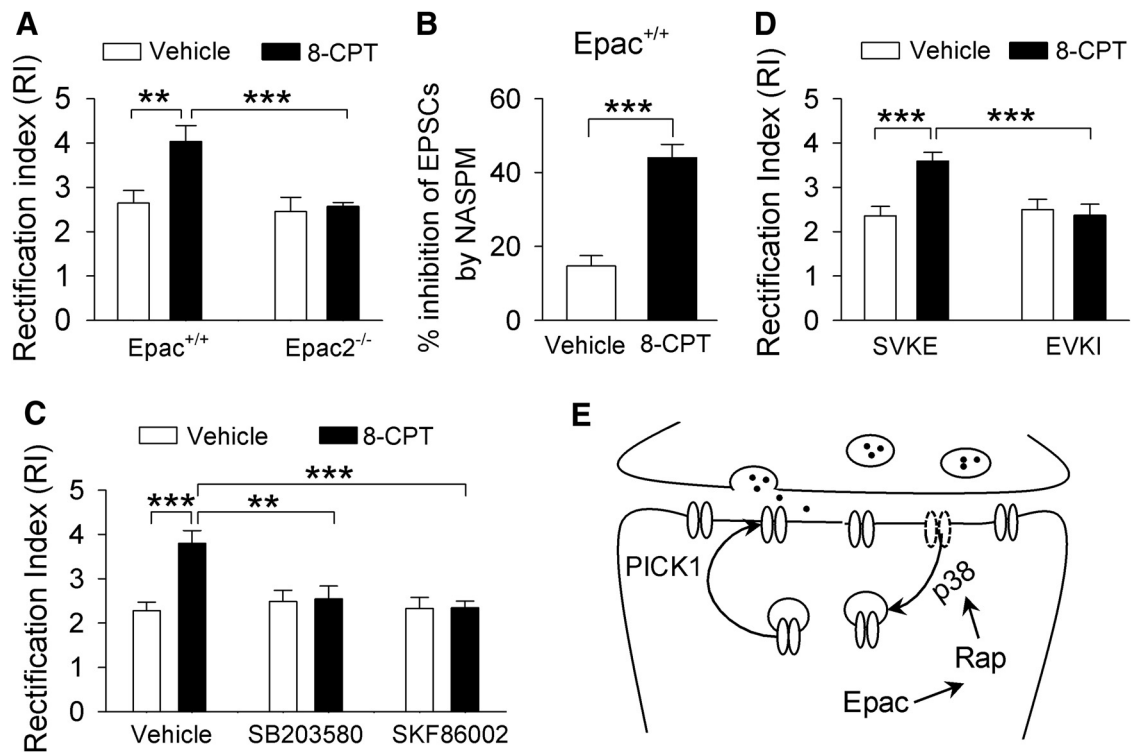 A
Vehicle 8-CPT
Rectification index (RI)
5
4
3
2
1
0
** ***
Epac+/+ Epac2-/-
B
Epac+/+
% inhibition of EPSCs
by NASPM
60
40
20
0
***
Vehicle 8-CPT
D
Vehicle 8-CPT
Rectification Index (RI)
5
4
3
2
1
0
*** ***
SVKE EVKI
C
Vehicle 8-CPT
Rectification Index (RI)
5
4
3
2
1
0
***
*** **
Vehicle SB203580 SKF86002
E
PICK1
p38
Rap
Epac